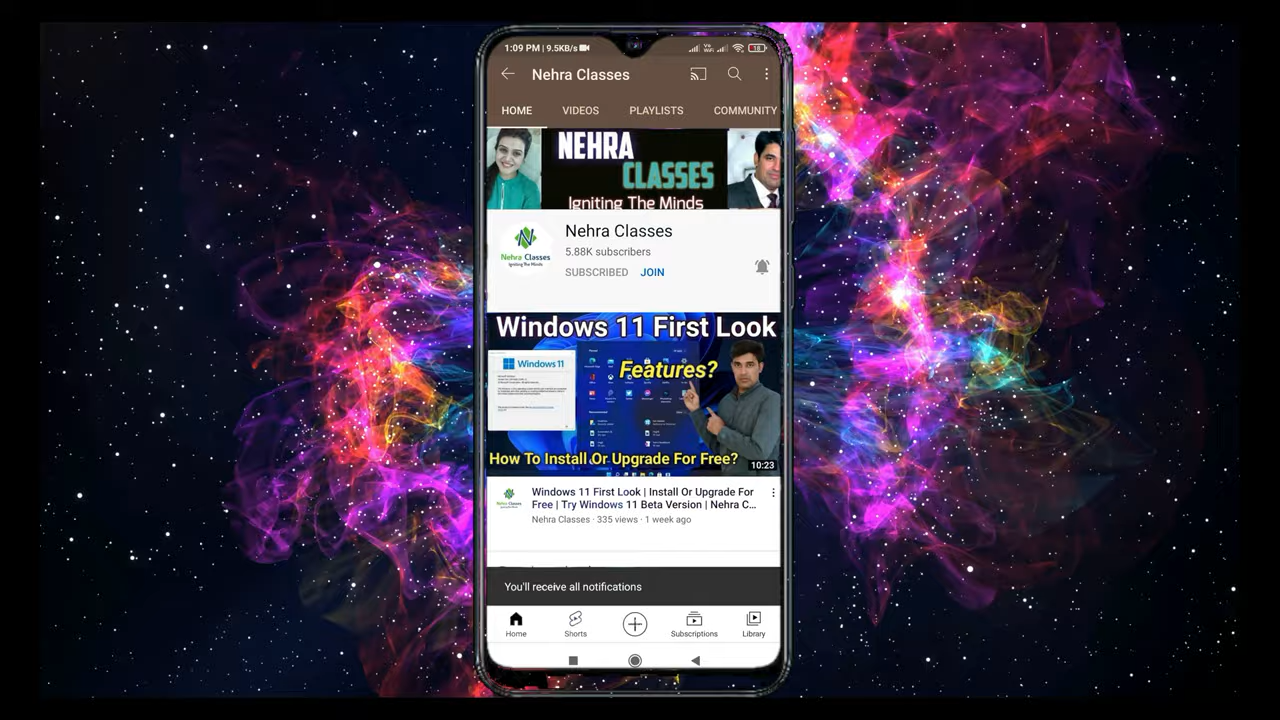 1:09 PM | 9.5KB/s
18
Nehra Classes
HOME VIDEOS PLAYLISTS COMMUNITY
NEHRA
CLASSES
Igniting The Minds
Nehra Classes
5.88K subscribers
SUBSCRIBED JOIN
Nehra Classes
Igniting The Minds
Windows 11 First Look
Windows 11
Features?
How To Install Or Upgrade For Free?
10:23
Windows 11 First Look | Install Or Upgrade For
Free | Try Windows 11 Beta Version | Nehra C...
Nehra Classes
Nehra Classes · 335 views · 1 week ago
You'll receive all notifications
Home Shorts Subscriptions Library